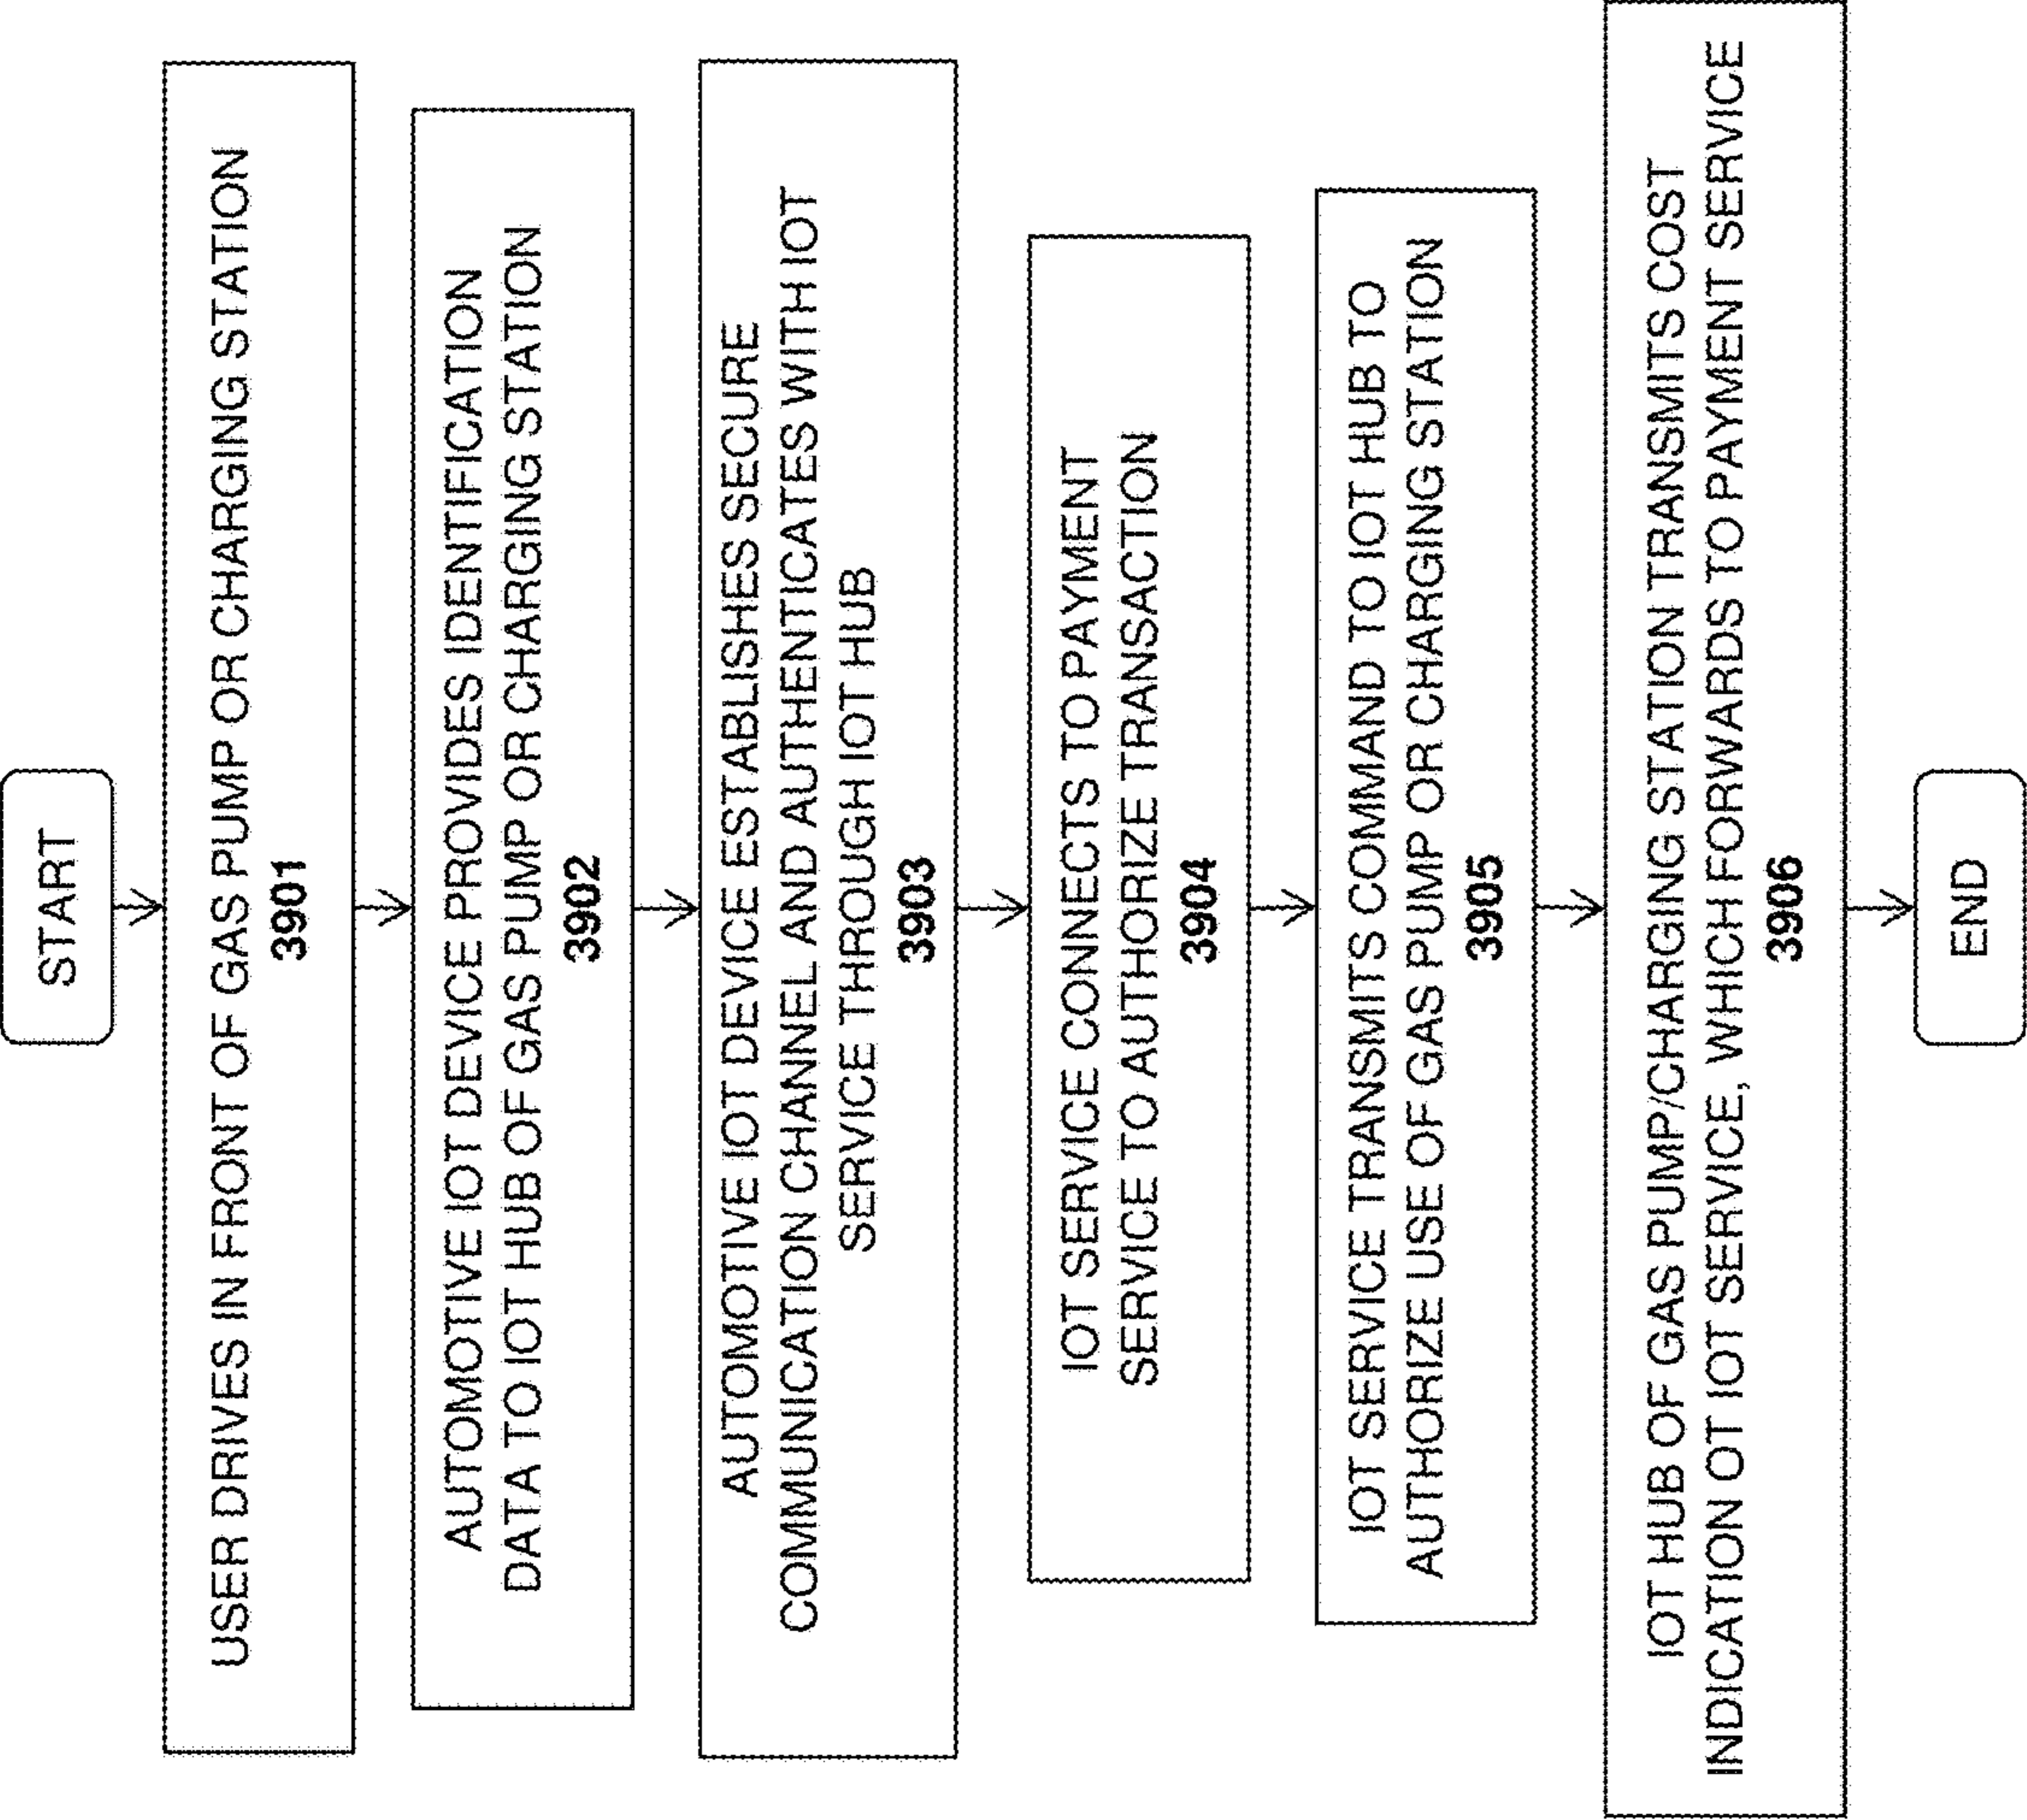 START
USER DRIVES IN FRONT OF GAS PUMP OR CHARGING STATION
3901
AUTOMOTIVE IOT DEVICE PROVIDES IDENTIFICATION
DATA TO IOT HUB OF GAS PUMP OR CHARGING STATION
3902
AUTOMOTIVE IOT DEVICE ESTABLISHES SECURE
COMMUNICATION CHANNEL AND AUTHENTICATES WITH IOT
SERVICE THROUGH IOT HUB
3903
IOT SERVICE CONNECTS TO PAYMENT
SERVICE TO AUTHORIZE TRANSACTION
3904
IOT SERVICE TRANSMITS COMMAND TO IOT HUB TO
AUTHORIZE USE OF GAS PUMP OR CHARGING STATION
3905
IOT HUB OF GAS PUMP/CHARGING STATION TRANSMITS COST
INDICATION OT IOT SERVICE, WHICH FORWARDS TO PAYMENT SERVICE
3906
END